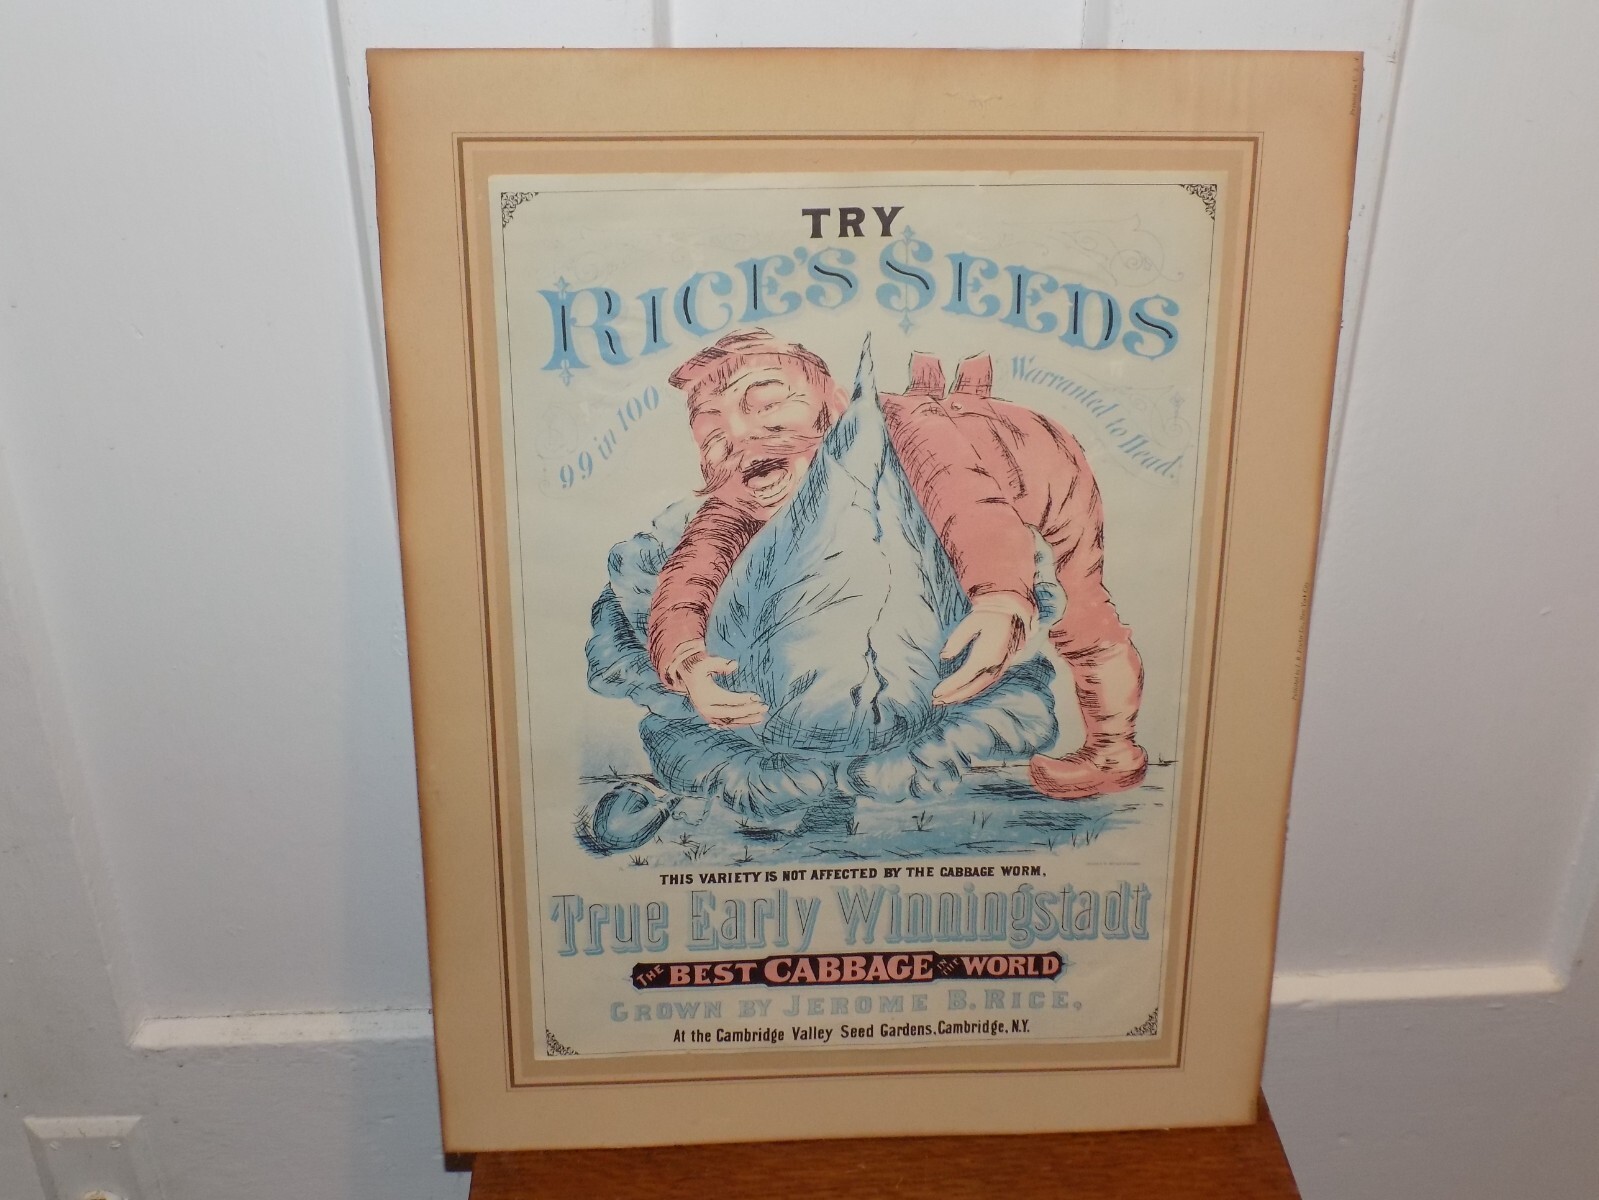 TRY
RICE'S SEEDS
99 in 100
Warranted to Head.
THIS VARIETY IS NOT AFFECTED BY THE CABBAGE WORM,
True Early Winningstadt
THE BEST CABBAGE IN THE WORLD
GROWN BY JEROME B. RICE,
At the Cambridge Valley Seed Gardens, Cambridge, N.Y.